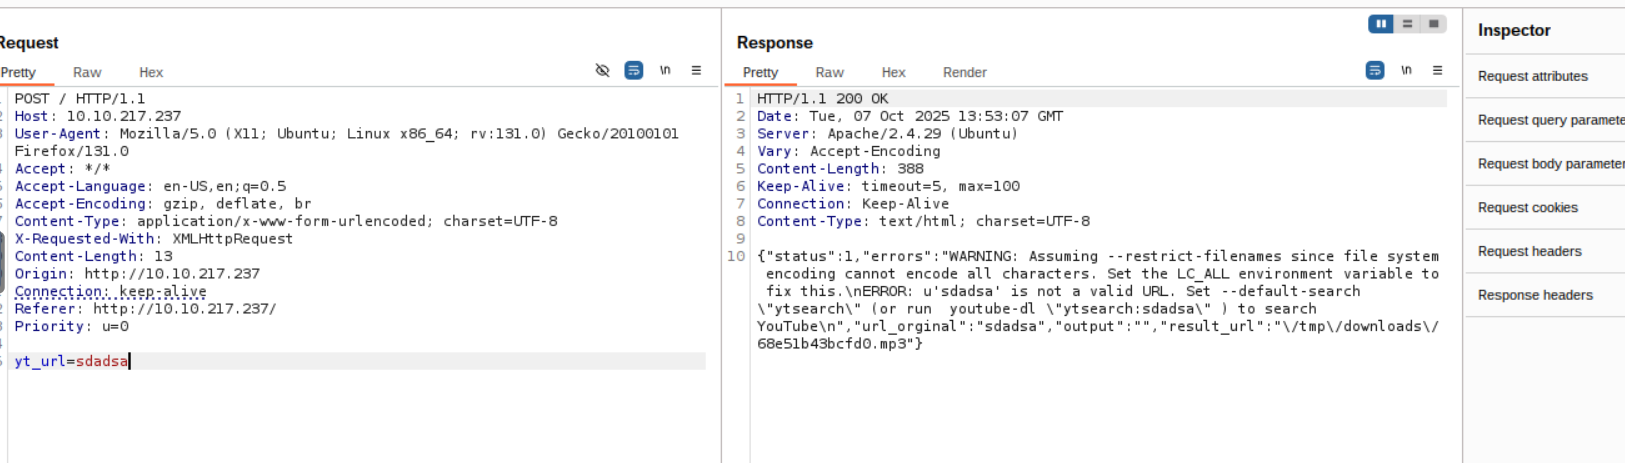 Request
Pretty Raw Hex \n
POST / HTTP/1.1
Host: 10.10.217.237
User-Agent: Mozilla/5.0 (X11; Ubuntu; Linux x86_64; rv:131.0) Gecko/20100101
Firefox/131.0
Accept: */*
Accept-Language: en-US,en;q=0.5
Accept-Encoding: gzip, deflate, br
Content-Type: application/x-www-form-urlencoded; charset=UTF-8
X-Requested-With: XMLHttpRequest
Content-Length: 13
Origin: http://10.10.217.237
Connection: keep-alive
Referer: http://10.10.217.237/
Priority: u=0
yt_url=sdadsa
Response
Pretty Raw Hex Render \n
1 HTTP/1.1 200 OK
2 Date: Tue, 07 Oct 2025 13:53:07 GMT
3 Server: Apache/2.4.29 (Ubuntu)
4 Vary: Accept-Encoding
5 Content-Length: 388
6 Keep-Alive: timeout=5, max=100
7 Connection: Keep-Alive
8 Content-Type: text/html; charset=UTF-8
9
10 {"status":1,"errors":"WARNING: Assuming --restrict-filenames since file system
encoding cannot encode all characters. Set the LC_ALL environment variable to
fix this.\nERROR: u'sdadsa' is not a valid URL. Set --default-search
\"ytsearch\" (or run  youtube-dl \"ytsearch:sdadsa\" ) to search
YouTube\n","url_orginal":"sdadsa","output":"","result_url":"\/tmp\/downloads\/
68e51b43bcfd0.mp3"}
Inspector
Request attributes
Request query paramete
Request body parameter
Request cookies
Request headers
Response headers